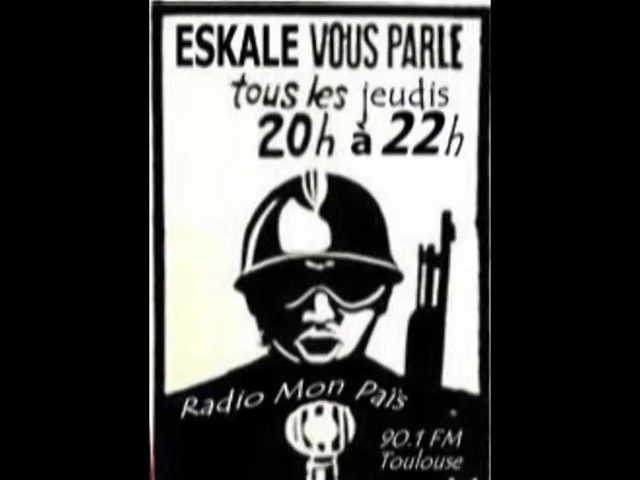 ESKALE VOUS PARLE
tous les jeudis
20h à 22h
Radio Mon Païs
90.1 FM
Toulouse